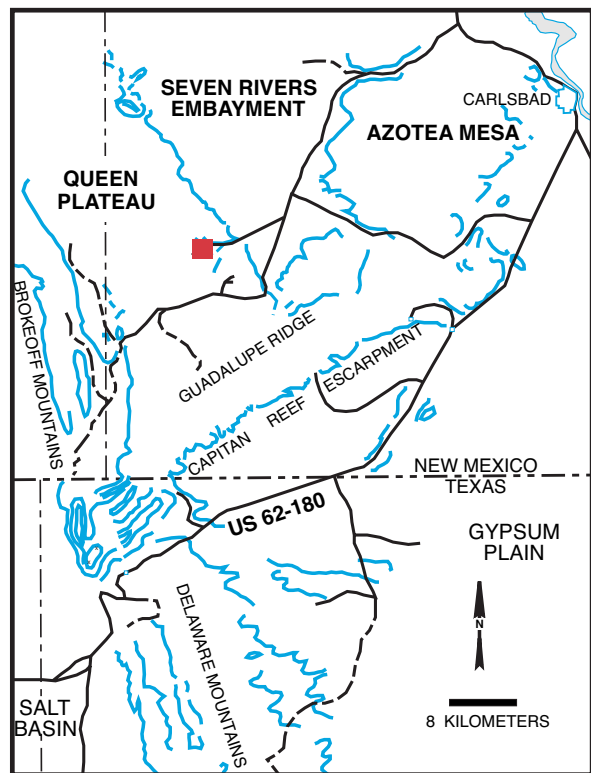 SEVEN RIVERS
EMBAYMENT
CARLSBAD
AZOTEA MESA
QUEEN
PLATEAU
BROKEOFF MOUNTAINS
GUADALUPE RIDGE
CAPITAN REEF ESCARPMENT
NEW MEXICO
TEXAS
US 62-180
GYPSUM
PLAIN
DELAWARE MOUNTAINS
N
SALT
BASIN
8 KILOMETERS